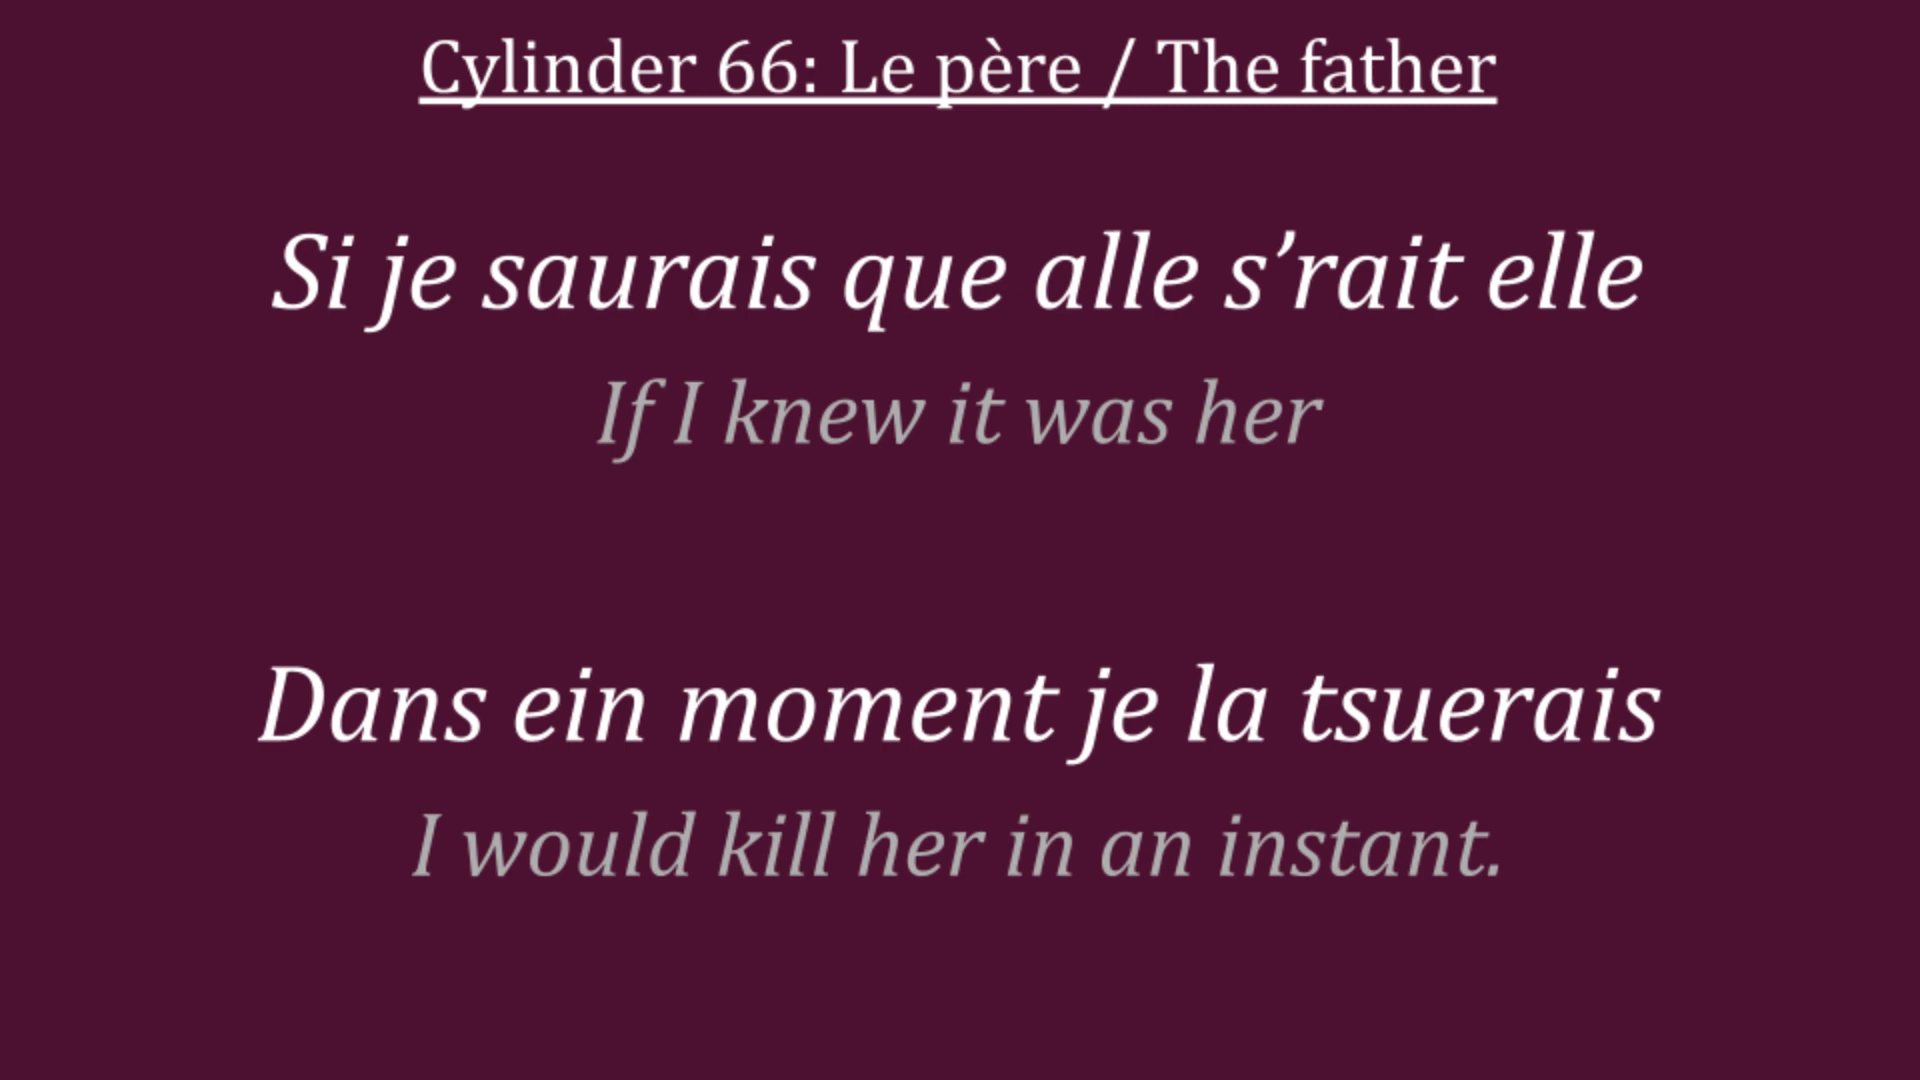 Cylinder 66: Le père / The father
Si je saurais que alle s’rait elle
If I knew it was her
Dans ein moment je la tsuerais
I would kill her in an instant.